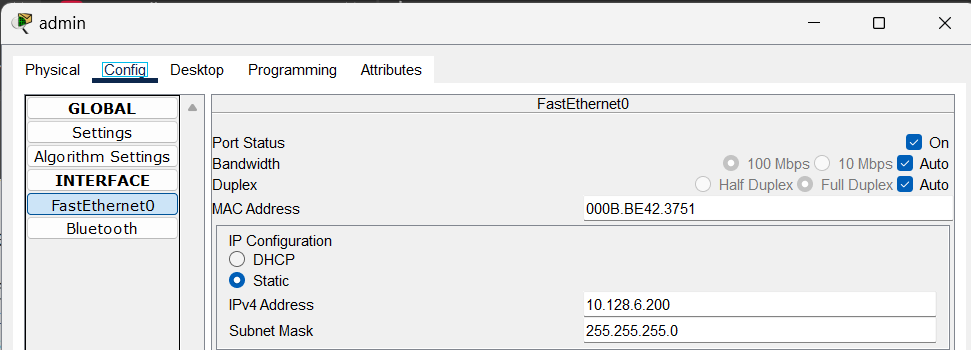 admin
Physical Config Desktop Programming Attributes
GLOBAL
Settings
Algorithm Settings
INTERFACE
FastEthernet0
Bluetooth
FastEthernet0
Port Status On
Bandwidth 100 Mbps 10 Mbps Auto
Duplex Half Duplex Full Duplex Auto
MAC Address 000B.BE42.3751
IP Configuration
DHCP
Static
IPv4 Address 10.128.6.200
Subnet Mask 255.255.255.0